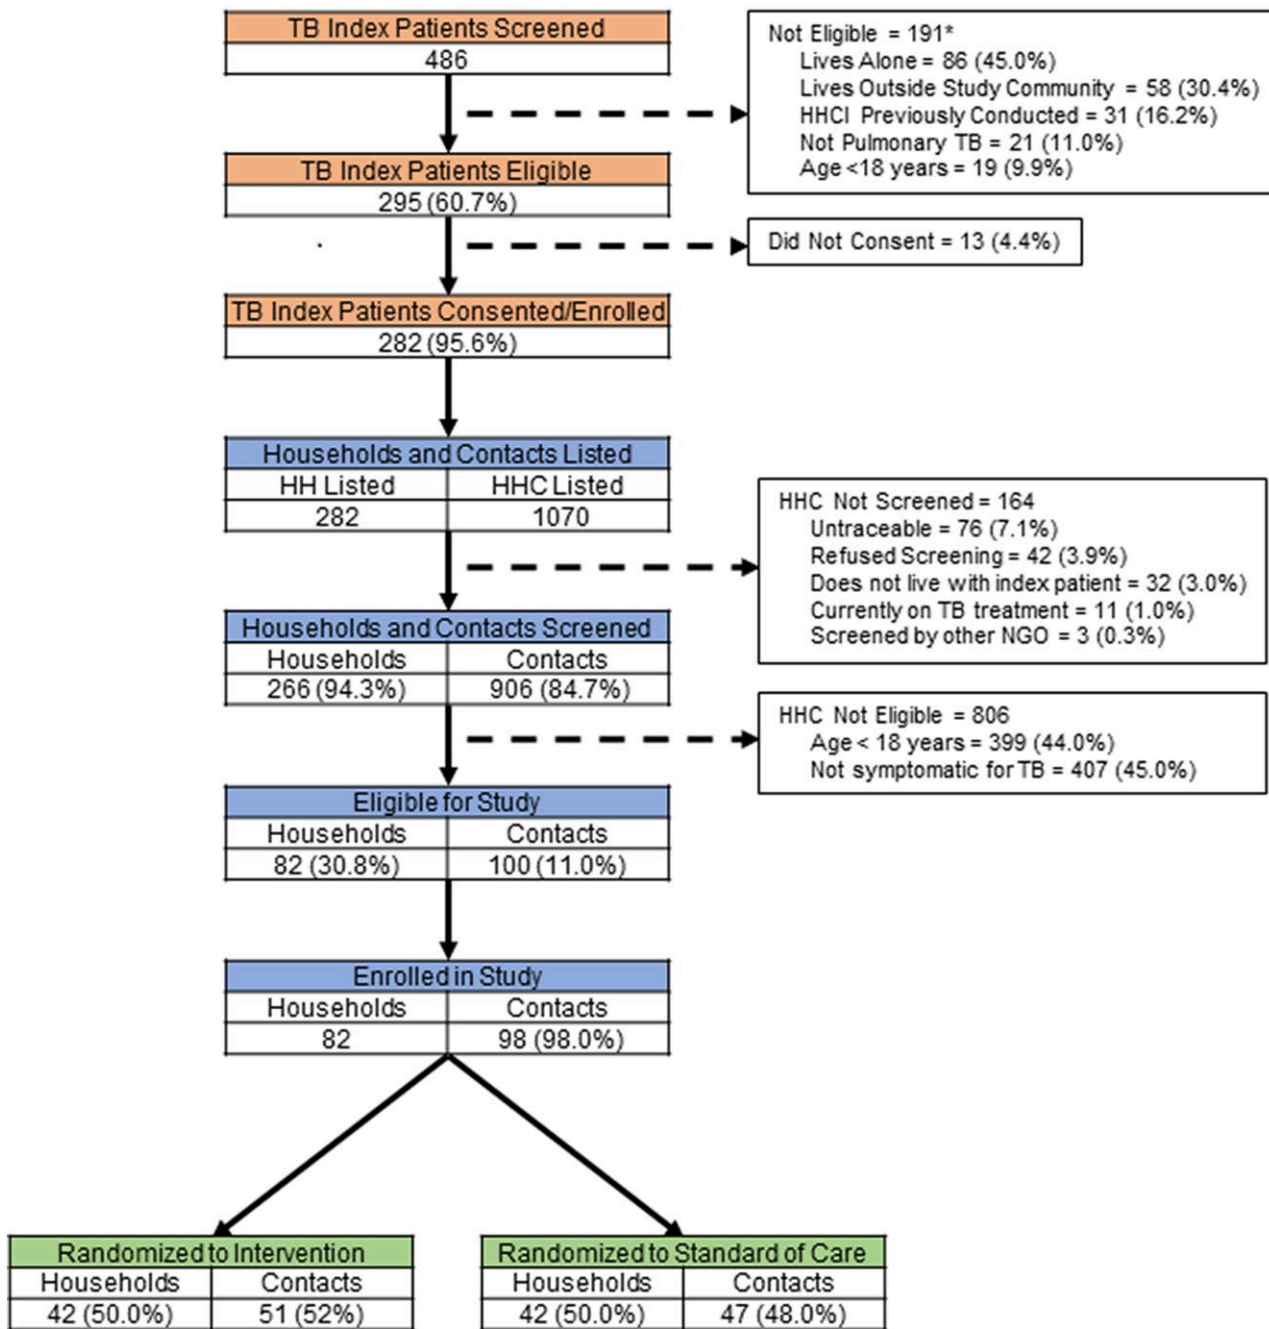 TB Index Patients Screened
486
Not Eligible = 191*
Lives Alone = 86 (45.0%)
Lives Outside Study Community = 58 (30.4%)
HHCI Previously Conducted = 31 (16.2%)
Not Pulmonary TB = 21 (11.0%)
Age <18 years = 19 (9.9%)
TB Index Patients Eligible
295 (60.7%)
Did Not Consent = 13 (4.4%)
TB Index Patients Consented/Enrolled
282 (95.6%)
Households and Contacts Listed
HH Listed HHC Listed
282 1070
HHC Not Screened = 164
Untraceable = 76 (7.1%)
Refused Screening = 42 (3.9%)
Does not live with index patient = 32 (3.0%)
Currently on TB treatment = 11 (1.0%)
Screened by other NGO = 3 (0.3%)
Households and Contacts Screened
Households Contacts
266 (94.3%) 906 (84.7%)
HHC Not Eligible = 806
Age < 18 years = 399 (44.0%)
Not symptomatic for TB = 407 (45.0%)
Eligible for Study
Households Contacts
82 (30.8%) 100 (11.0%)
Enrolled in Study
Households Contacts
82 98 (98.0%)
Randomized to Intervention
Households Contacts
42 (50.0%) 51 (52%)
Randomized to Standard of Care
Households Contacts
42 (50.0%) 47 (48.0%)